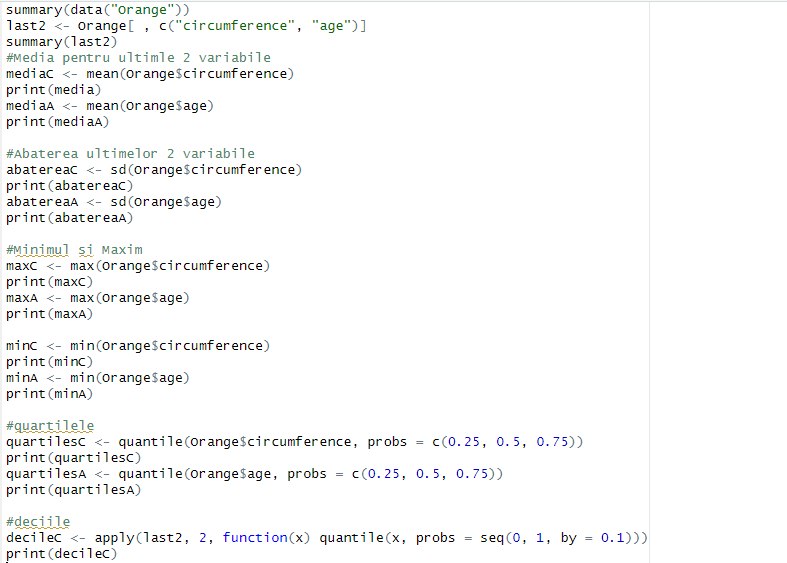 summary(data("Orange"))
last2 <- Orange[ , c("circumference", "age")]
summary(last2)
#Media pentru ultimle 2 variabile
mediaC <- mean(Orange$circumference)
print(media)
mediaA <- mean(Orange$age)
print(mediaA)
#Abaterea ultimelor 2 variabile
abatereaC <- sd(Orange$circumference)
print(abatereaC)
abatereaA <- sd(Orange$age)
print(abatereaA)
#Minimul si Maxim
maxC <- max(Orange$circumference)
print(maxC)
maxA <- max(Orange$age)
print(maxA)
minC <- min(Orange$circumference)
print(minC)
minA <- min(Orange$age)
print(minA)
#quartilele
quartilesC <- quantile(Orange$circumference, probs = c(0.25, 0.5, 0.75))
print(quartilesC)
quartilesA <- quantile(Orange$age, probs = c(0.25, 0.5, 0.75))
print(quartilesA)
#deciile
decileC <- apply(last2, 2, function(x) quantile(x, probs = seq(0, 1, by = 0.1)))
print(decileC)